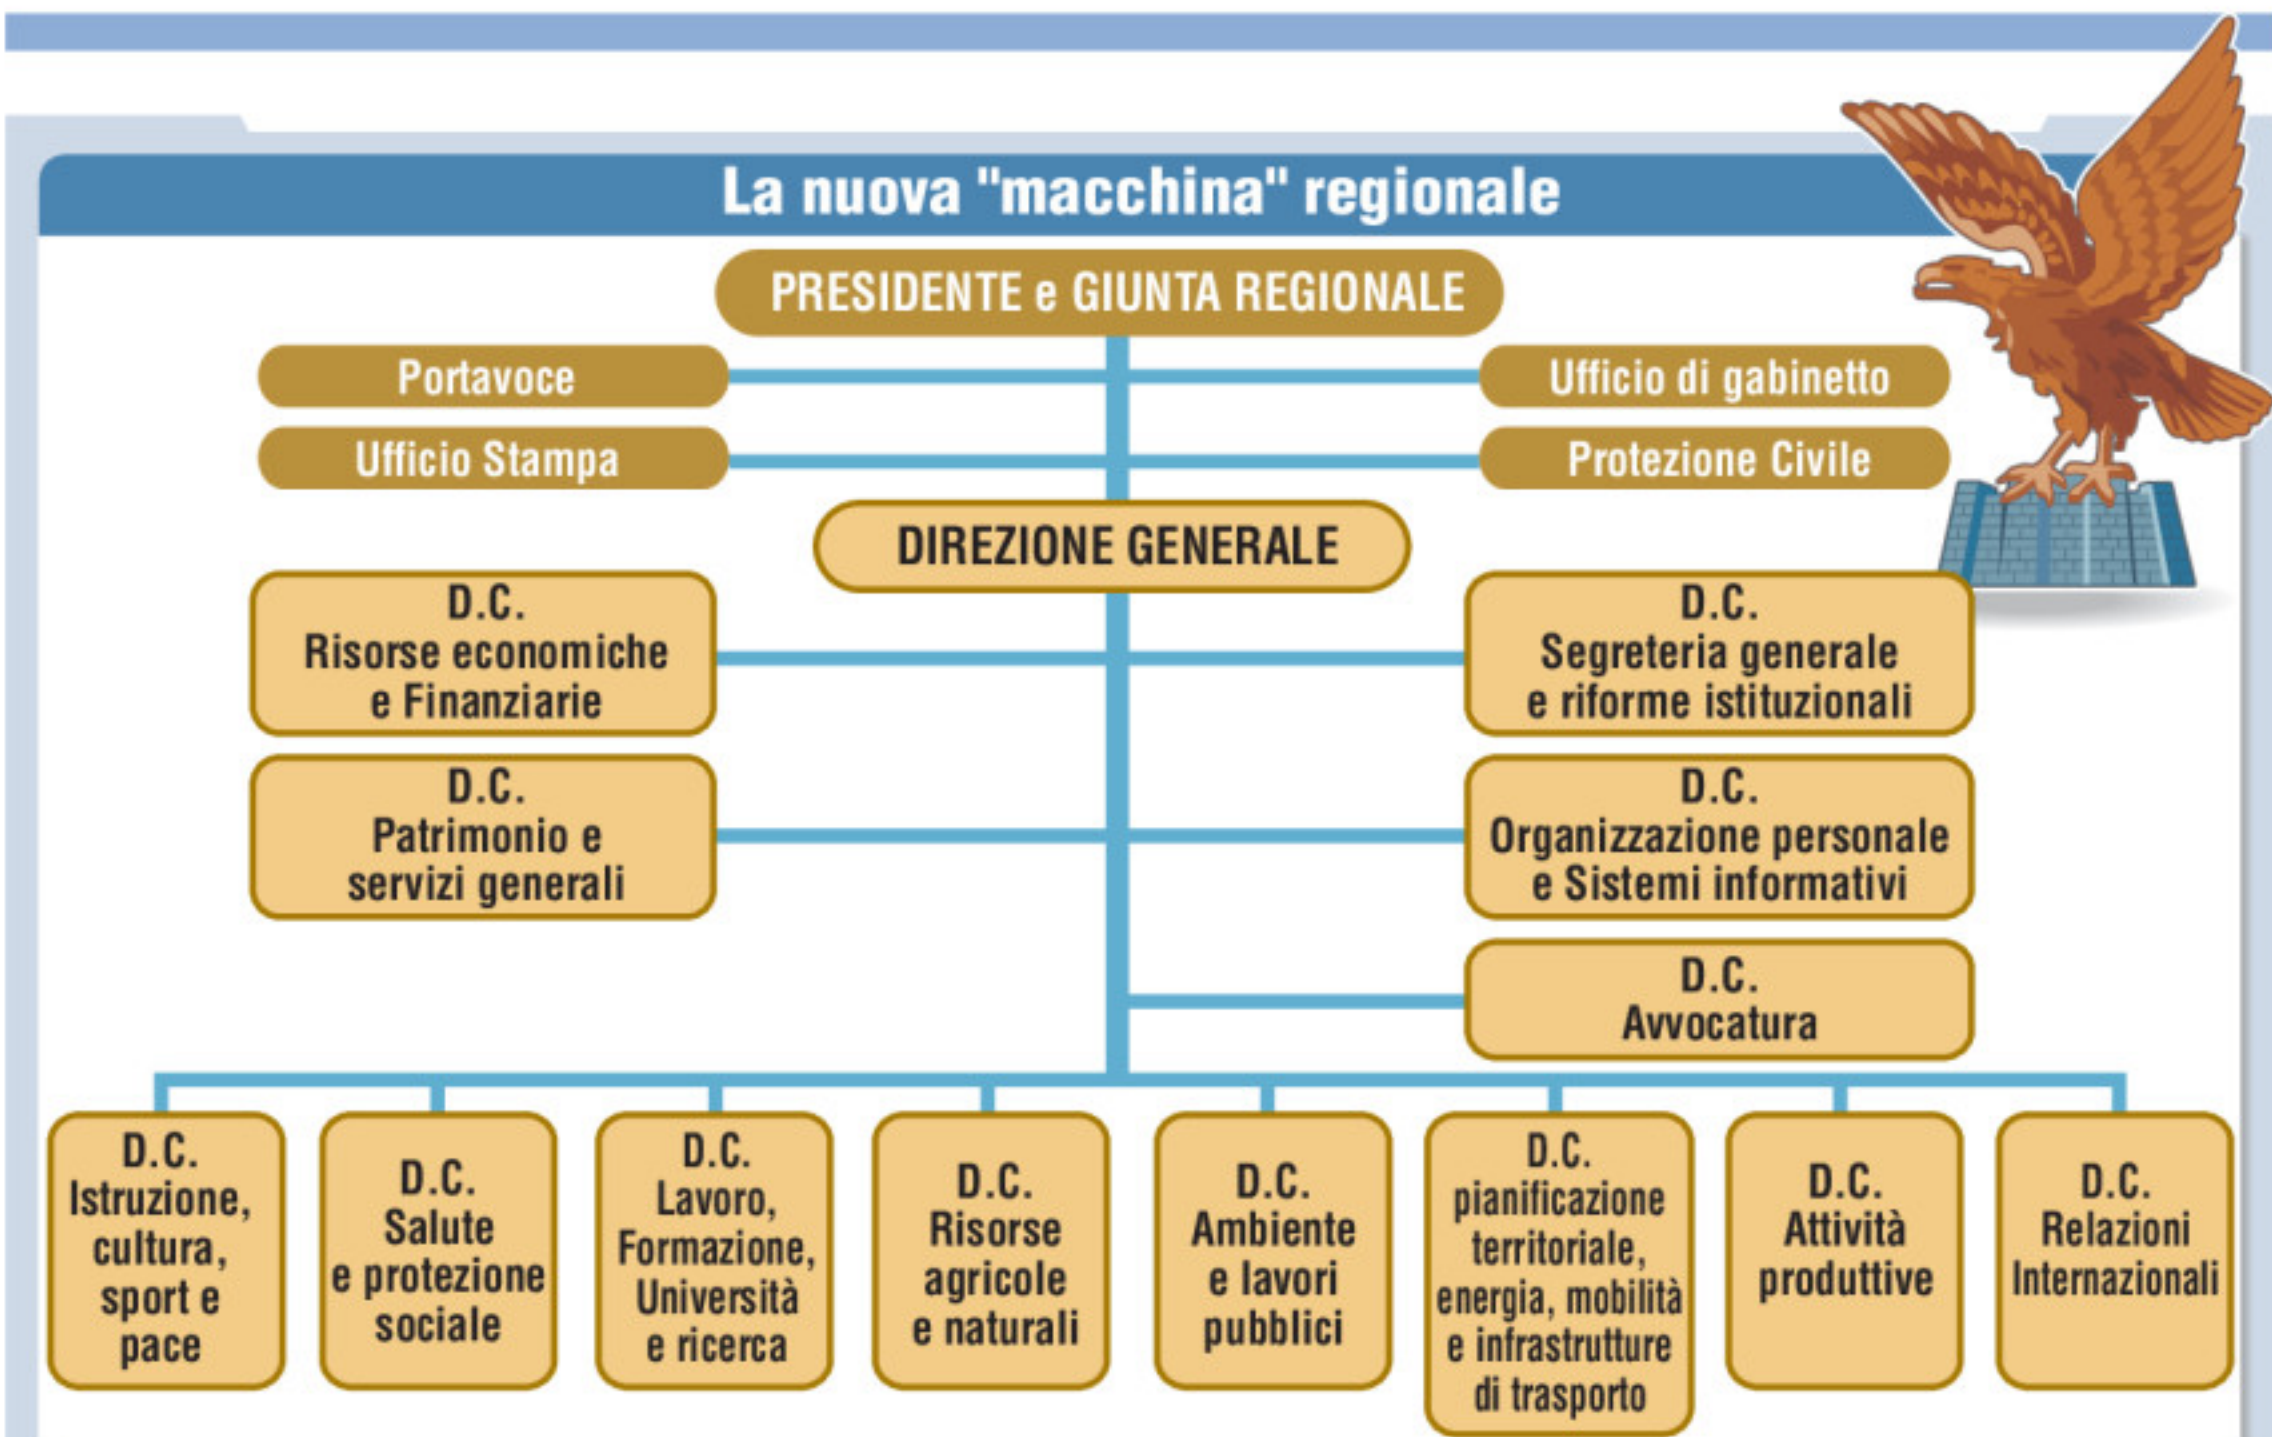 La nuova "macchina" regionale
PRESIDENTE e GIUNTA REGIONALE
Portavoce
Ufficio di gabinetto
Ufficio Stampa
Protezione Civile
DIREZIONE GENERALE
D.C.
Risorse economiche
e Finanziarie
D.C.
Segreteria generale
e riforme istituzionali
D.C.
Patrimonio e
servizi generali
D.C.
Organizzazione personale
e Sistemi informativi
D.C.
Avvocatura
D.C.
Istruzione,
cultura,
sport e
pace
D.C.
Salute
e protezione
sociale
D.C.
Lavoro,
Formazione,
Università
e ricerca
D.C.
Risorse
agricole
e naturali
D.C.
Ambiente
e lavori
pubblici
D.C.
pianificazione
territoriale,
energia, mobilità
e infrastrutture
di trasporto
D.C.
Attività
produttive
D.C.
Relazioni
Internazionali